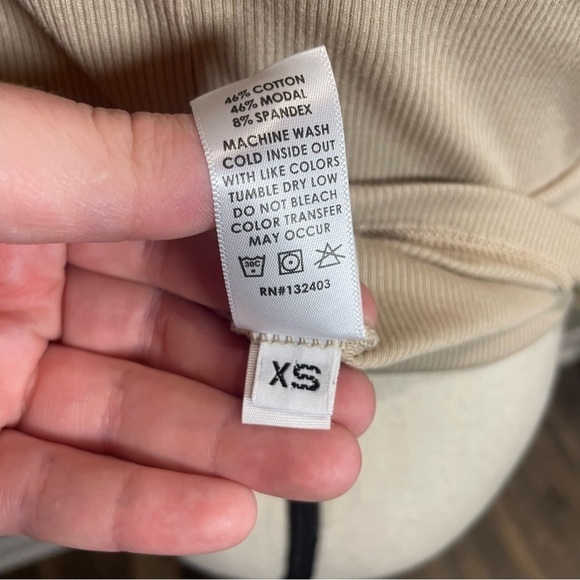 46% COTTON
46% MODAL
8% SPANDEX
MACHINE WASH
COLD INSIDE OUT
WITH LIKE COLORS
TUMBLE DRY LOW
DO NOT BLEACH
COLOR TRANSFER
MAY OCCUR
30C
RN#132403
XS